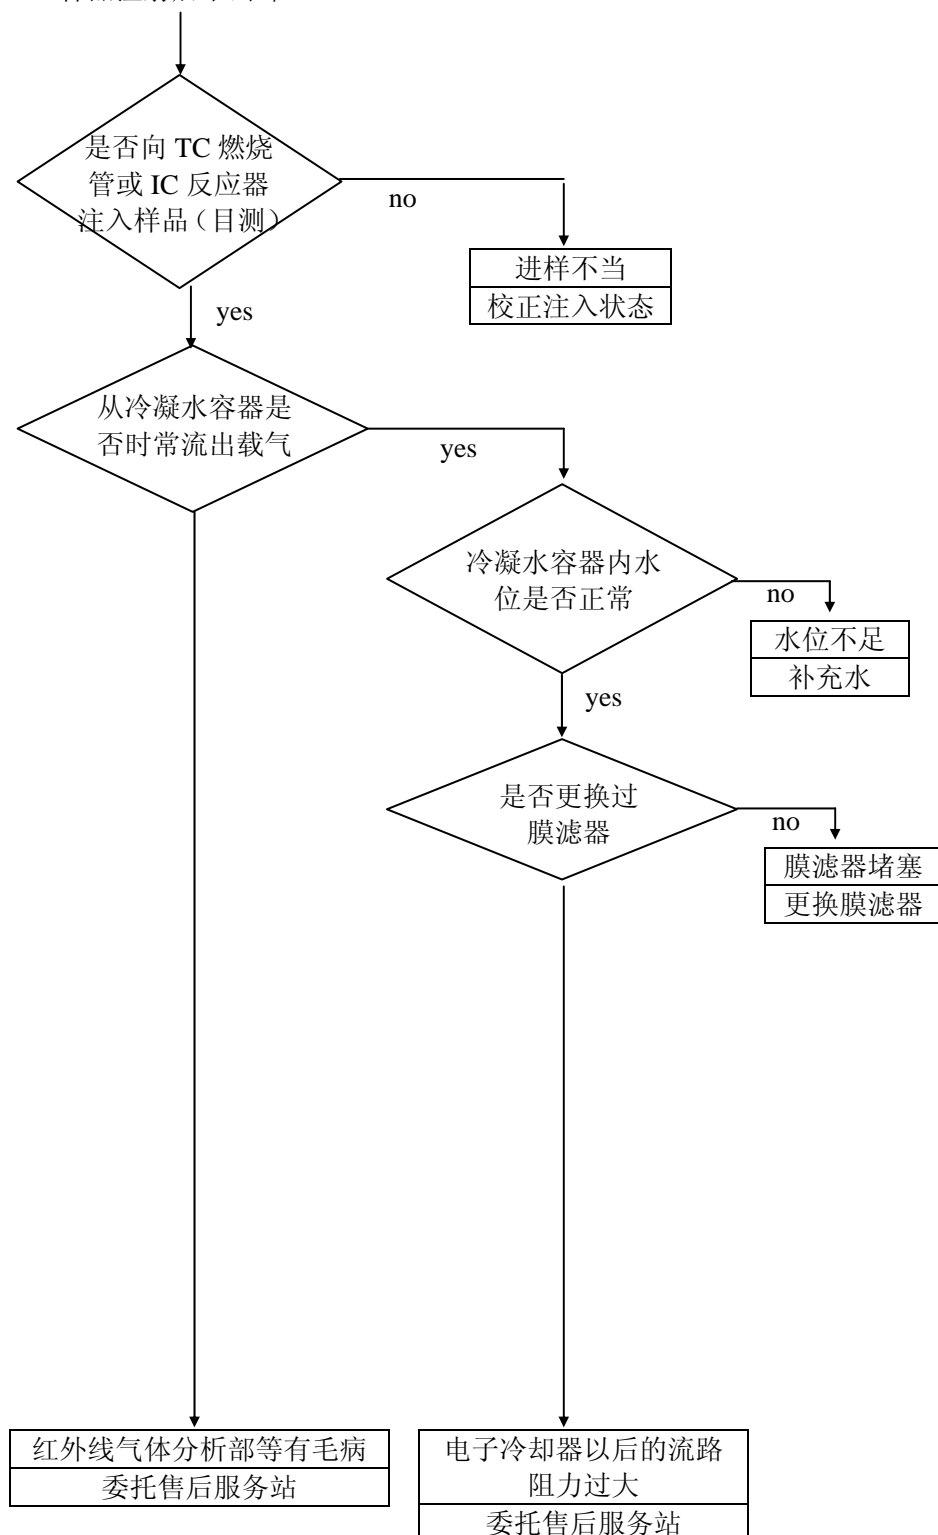 是否向 TC 燃烧
管或 IC 反应器
注入样品（目测）
no
进样不当
校正注入状态
yes
从冷凝水容器是
否时常流出载气
yes
冷凝水容器内水
位是否正常
no
水位不足
补充水
yes
是否更换过
膜滤器
no
膜滤器堵塞
更换膜滤器
红外线气体分析部等有毛病
委托售后服务站
电子冷却器以后的流路
阻力过大
委托售后服务站